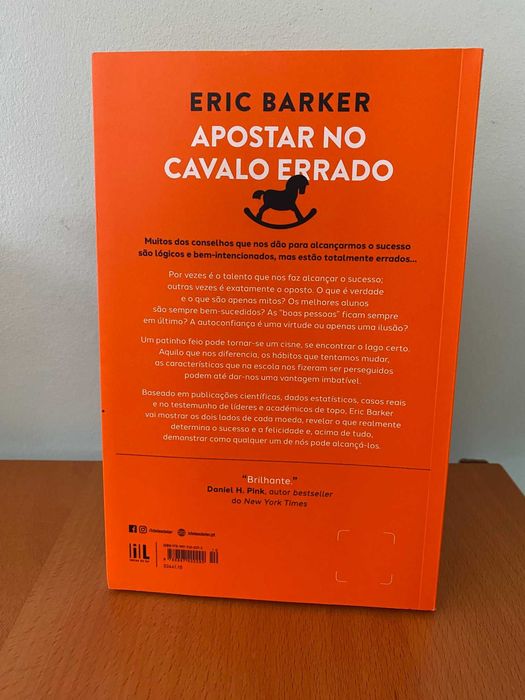 ERIC BARKER
APOSTAR NO
CAVALO ERRADO
Muitos dos conselhos que nos dão para alcançarmos o sucesso
são lógicos e bem-intencionados, mas estão totalmente errados...
Por vezes é o talento que nos faz alcançar o sucesso;
outras vezes é exatamente o oposto. O que é verdade
e o que são apenas mitos? Os melhores alunos
são sempre bem-sucedidos? As "boas pessoas" ficam sempre
em último? A autoconfiança é uma virtude ou apenas uma ilusão?
Um patinho feio pode tornar-se um cisne, se encontrar o lago certo.
Aquilo que nos diferencia, os hábitos que tentamos mudar,
as características que na escola nos fizeram ser perseguidos
podem até dar-nos uma vantagem imbatível.
Baseado em publicações científicas, dados estatísticos, casos reais
e no testemunho de líderes e académicos de topo, Eric Barker
vai mostrar os dois lados de cada moeda, revelar o que realmente
determina o sucesso e a felicidade e, acima de tudo,
demonstrar como qualquer um de nós pode alcançá-los.
"Brilhante."
Daniel H. Pink, autor bestseller
do New York Times
iL